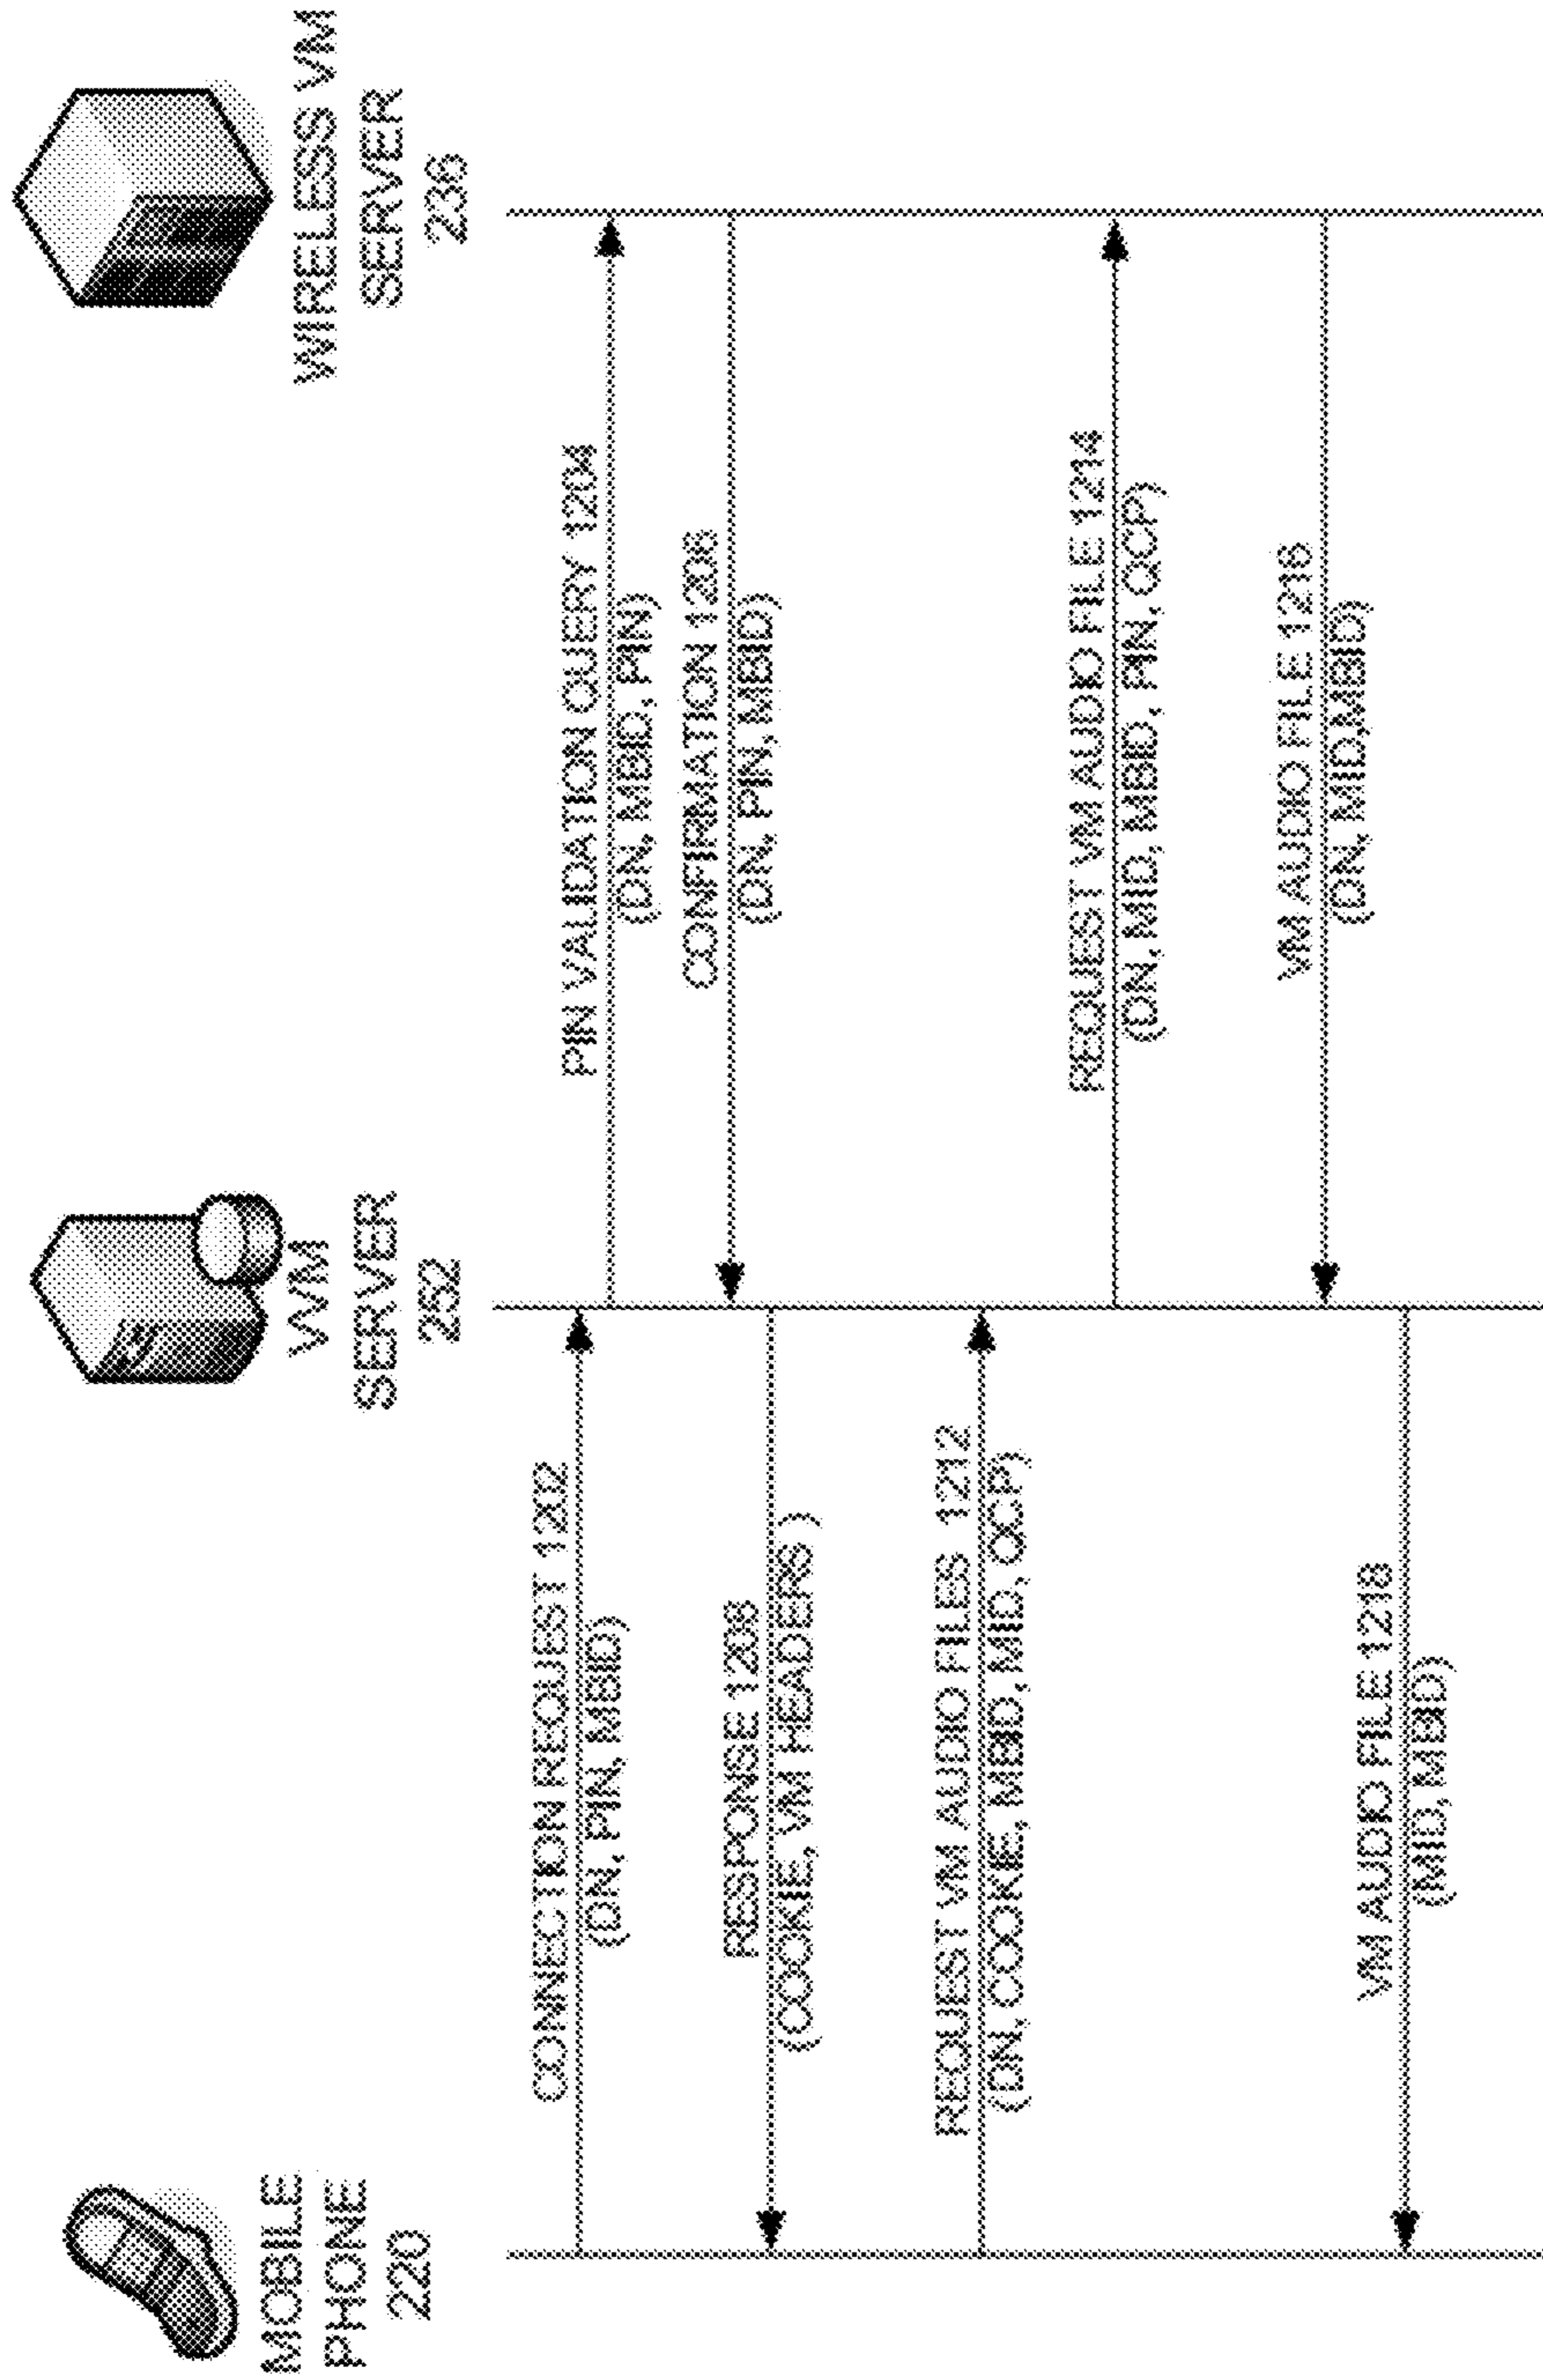 MOBILE
PHONE
220
VVM
SERVER
252
WIRELESS VM
SERVER
236
CONNECTION REQUEST 1202
(DN, PIN, MBID)
PIN VALIDATION QUERY 1204
(DN, MBID, PIN)
CONFIRMATION 1206
(DN, PIN, MBID)
RESPONSE 1208
(COOKIE, VM HEADERS )
REQUEST VM AUDIO FILES 1212
(DN, COOKIE, MBID, MID, QCP)
REQUEST VM AUDIO FILE 1214
(DN, MID, MBID, PIN, QCP)
VM AUDIO FILE 1216
(DN, MID,MBID)
VM AUDIO FILE 1218
(MID, MBID)